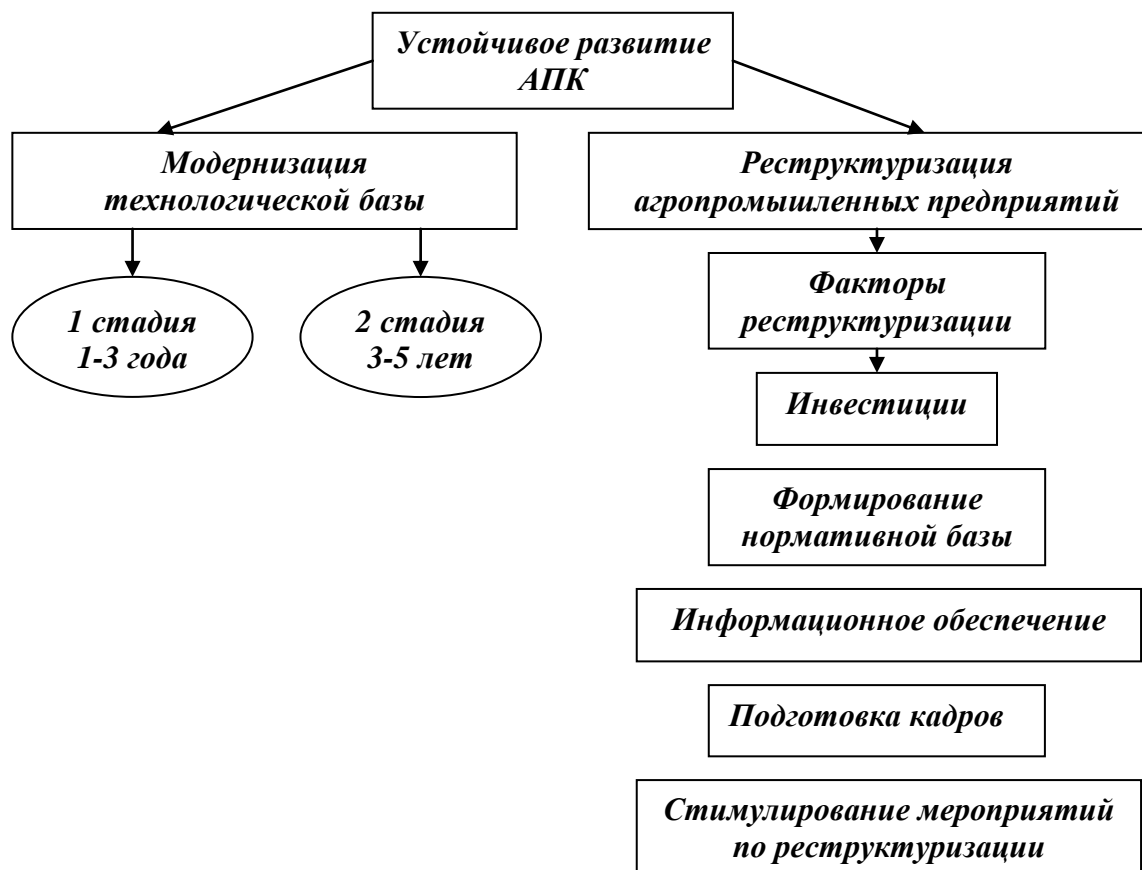 Устойчивое развитие
АПК
Модернизация
технологической базы
Реструктуризация
агропромышленных предприятий
1 стадия
1-3 года
2 стадия
3-5 лет
Факторы
реструктуризации
Инвестиции
Формирование
нормативной базы
Информационное обеспечение
Подготовка кадров
Стимулирование мероприятий
по реструктуризации